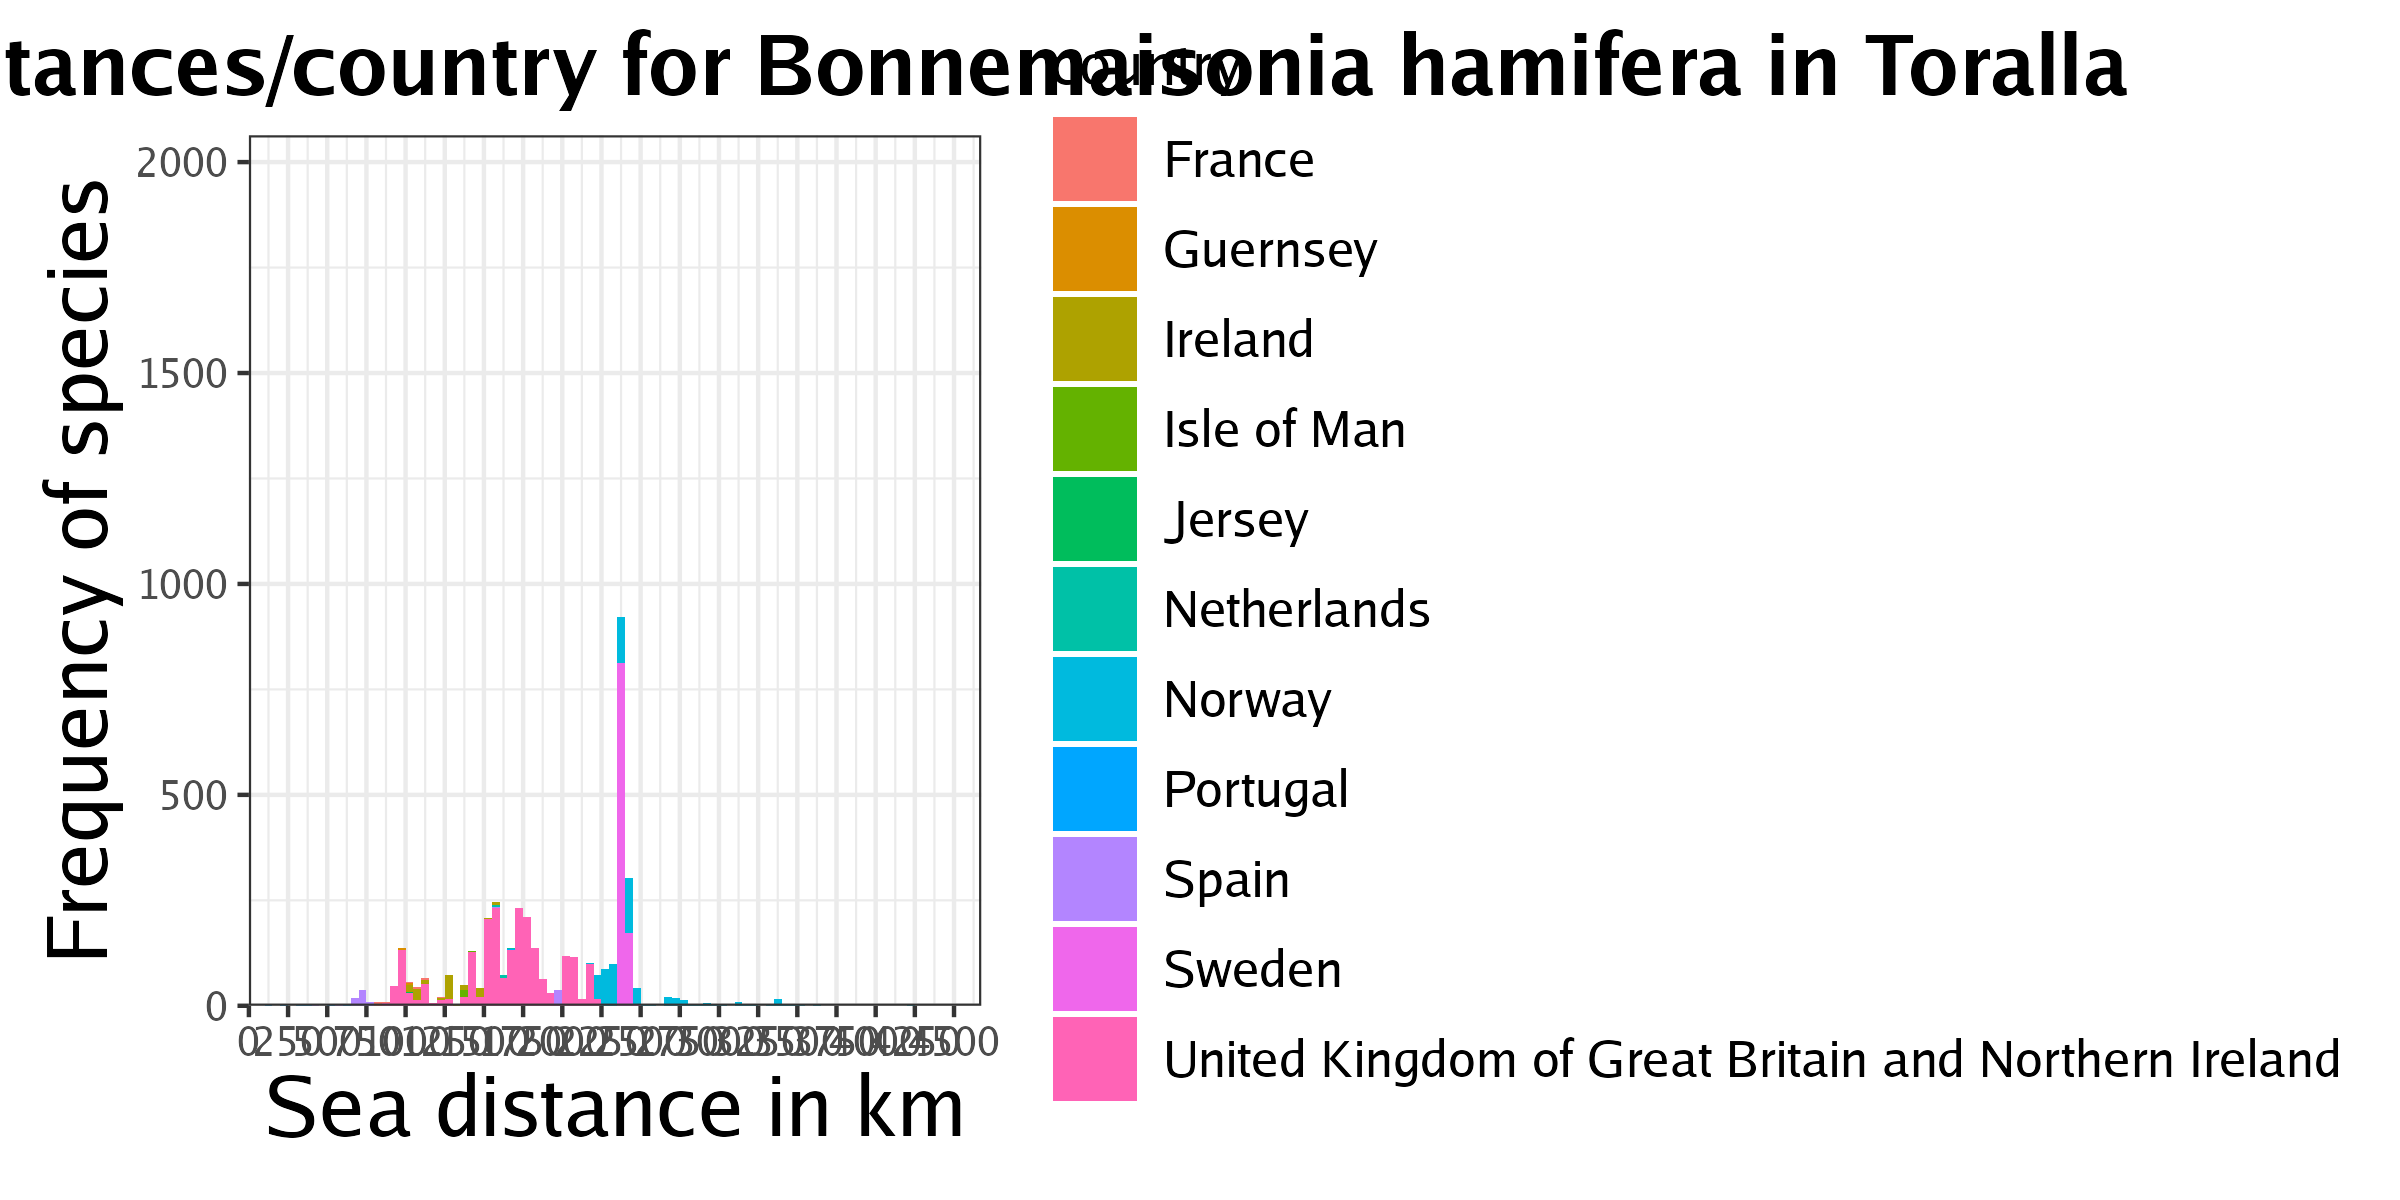 tances/country for Bonnemaisonia hamifera in Toralla
country
France
Guernsey
Ireland
Isle of Man
Jersey
Netherlands
Norway
Portugal
Spain
Sweden
United Kingdom of Great Britain and Northern Ireland
Frequency of species
2000
1500
1000
500
0
0
Sea distance in km